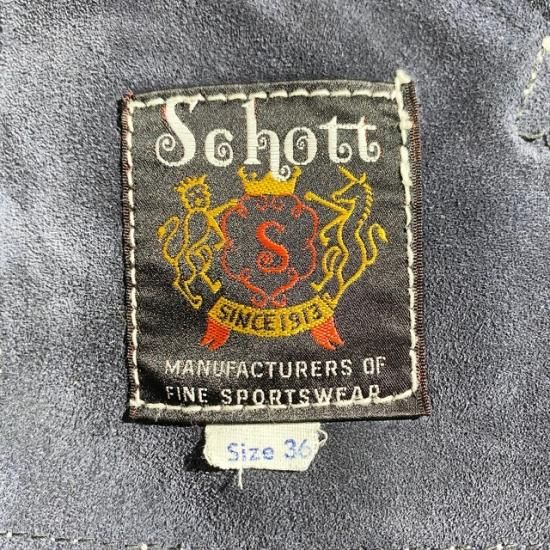 Schott
S
SINCE 1913
MANUFACTURERS OF
FINE SPORTSWEAR
Size 36